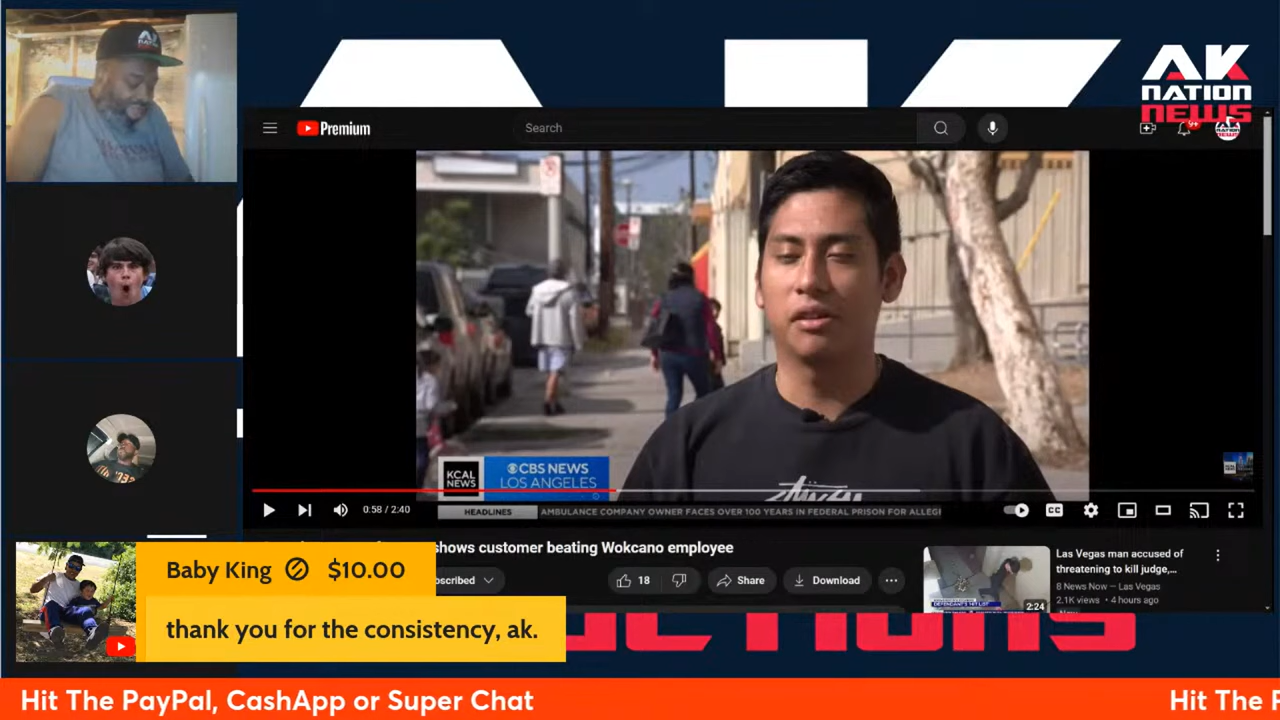 AK
NATION
NEWS
Premium
Search
9+
KCAL
NEWS
CBS NEWS
LOS ANGELES
HEADLINES
AMBULANCE COMPANY OWNER FACES OVER 100 YEARS IN FEDERAL PRISON FOR ALLEG
STUSSY
0:58 / 2:40
CC
shows customer beating Wokcano employee
scribed
18
Share
Download
Las Vegas man accused of
threatening to kill judge,...
8 News Now – Las Vegas
2.1K views • 4 hours ago
2:24
Baby King
$10.00
thank you for the consistency, ak.
Hit The PayPal, CashApp or Super Chat
Hit The P